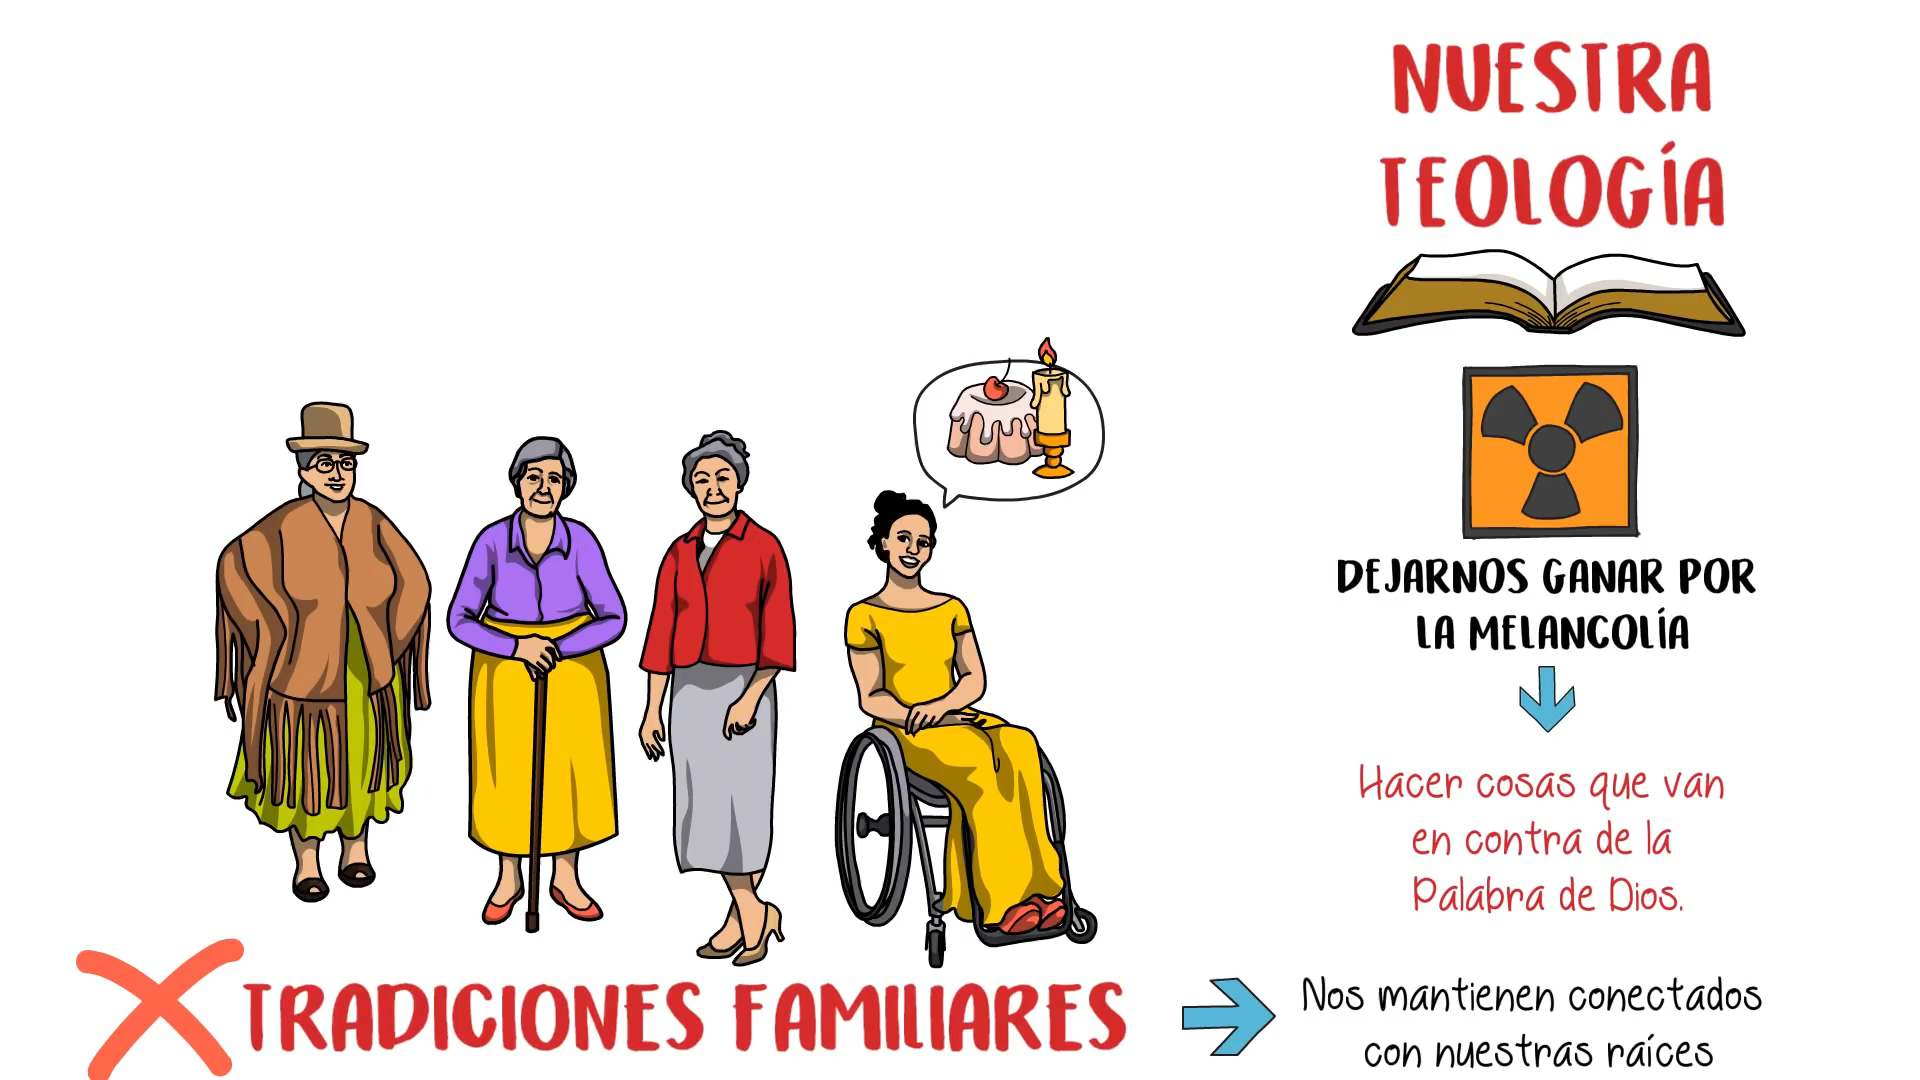 NUESTRA
TEOLOGÍA
DEJARNOS GANAR POR
LA MELANCOLÍA
Hacer cosas que van
en contra de la
Palabra de Dios.
TRADICIONES FAMILIARES
Nos mantienen conectados
con nuestras raíces